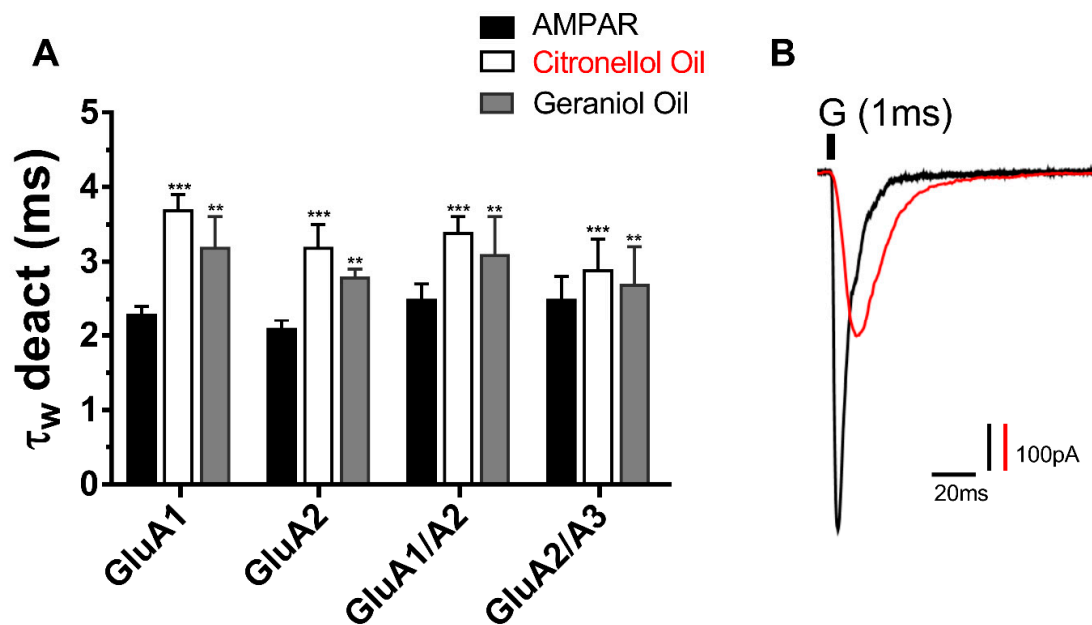 A
AMPAR
Citronellol Oil
Geraniol Oil
B
τw deact (ms)
5
4
3
2
1
0
*** **
*** **
*** **
*** **
GluA1
GluA2
GluA1/A2
GluA2/A3
G (1ms)
100pA
20ms